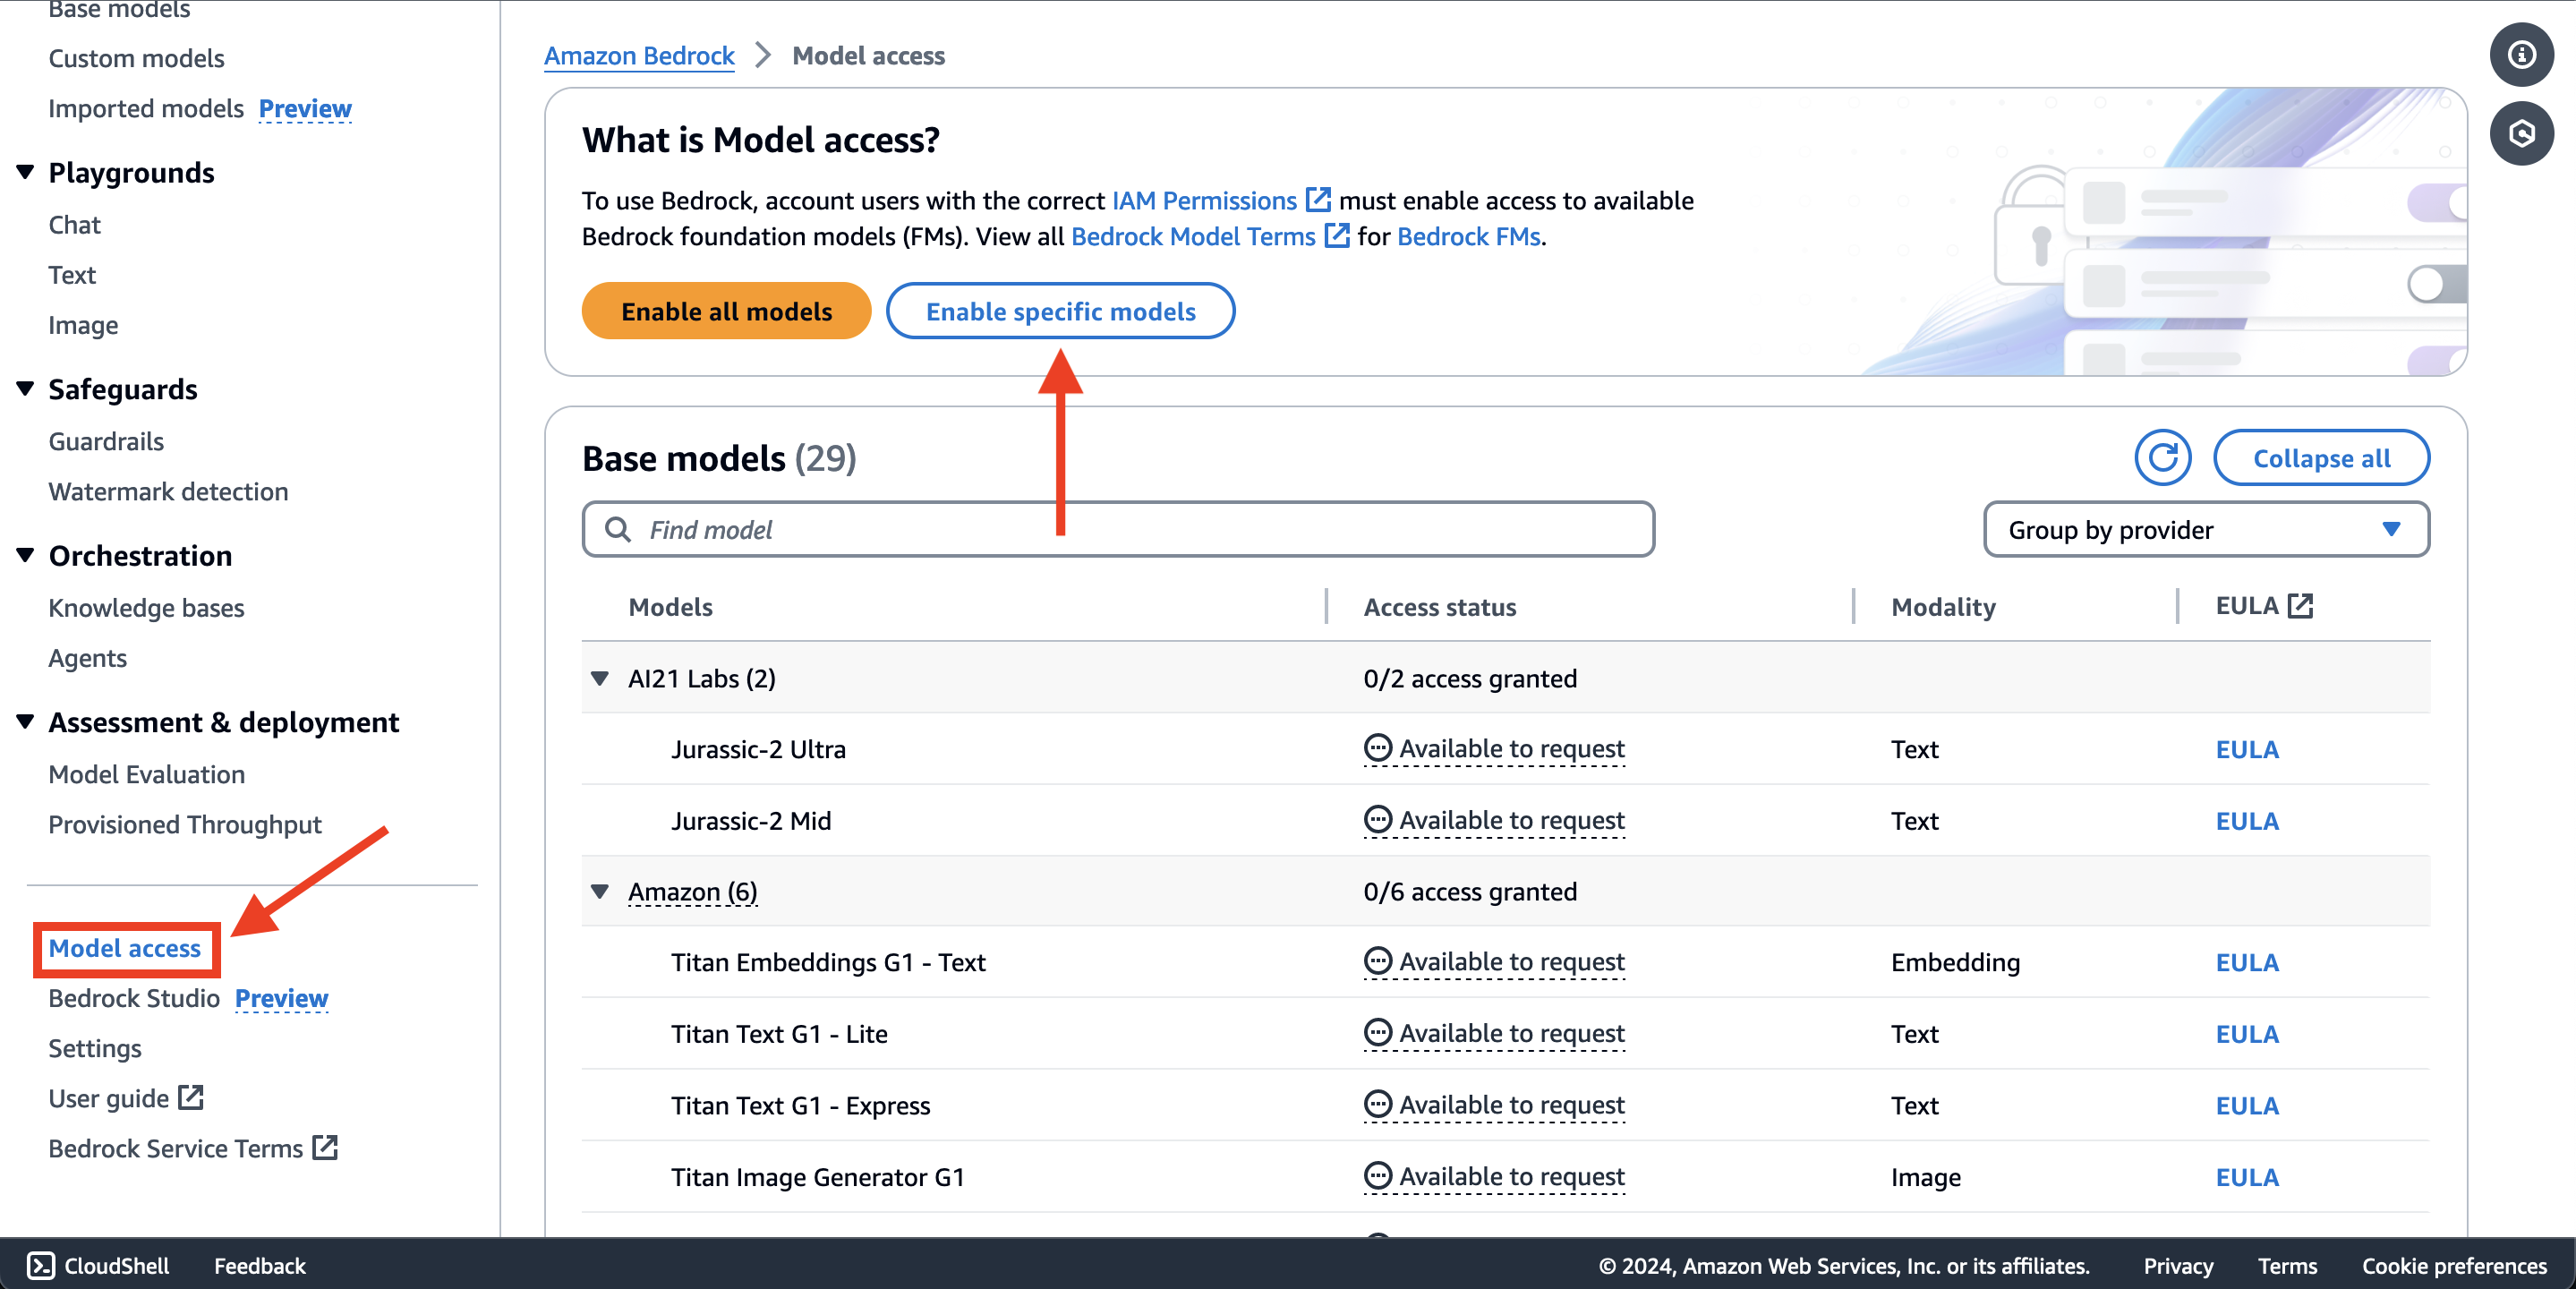 Base models
Custom models
Imported models Preview
Playgrounds
Chat
Text
Image
Safeguards
Guardrails
Watermark detection
Orchestration
Knowledge bases
Agents
Assessment & deployment
Model Evaluation
Provisioned Throughput
Model access
Bedrock Studio Preview
Settings
User guide
Bedrock Service Terms
Amazon Bedrock > Model access
What is Model access?
To use Bedrock, account users with the correct IAM Permissions must enable access to available
Bedrock foundation models (FMs). View all Bedrock Model Terms for Bedrock FMs.
Enable all models Enable specific models
Base models (29) Collapse all
Find model Group by provider
Models Access status Modality EULA
AI21 Labs (2) 0/2 access granted
Jurassic-2 Ultra Available to request Text EULA
Jurassic-2 Mid Available to request Text EULA
Amazon (6) 0/6 access granted
Titan Embeddings G1 - Text Available to request Embedding EULA
Titan Text G1 - Lite Available to request Text EULA
Titan Text G1 - Express Available to request Text EULA
Titan Image Generator G1 Available to request Image EULA
CloudShell Feedback © 2024, Amazon Web Services, Inc. or its affiliates. Privacy Terms Cookie preferences